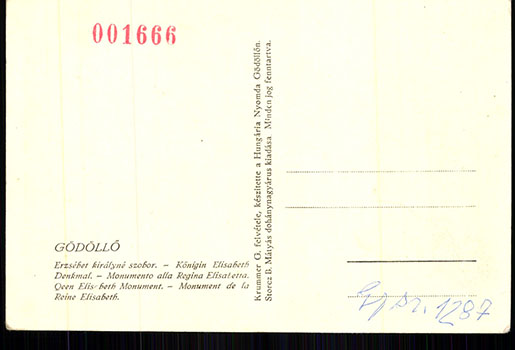 001666
GÖDÖLLŐ
Erzsébet királyné szobor. — Königin Elisabeth
Denkmal. — Monumento alla Regina Elisabetta.
Qeen Elisabeth Monument. — Monument de la
Reine Elisabeth.
Krummer G. felvétele, készítette a Hungária Nyomda Gödöllőn.
Storcz B. Mátyás dohánynagyárus kiadása Minden jog fenntartva.
1287